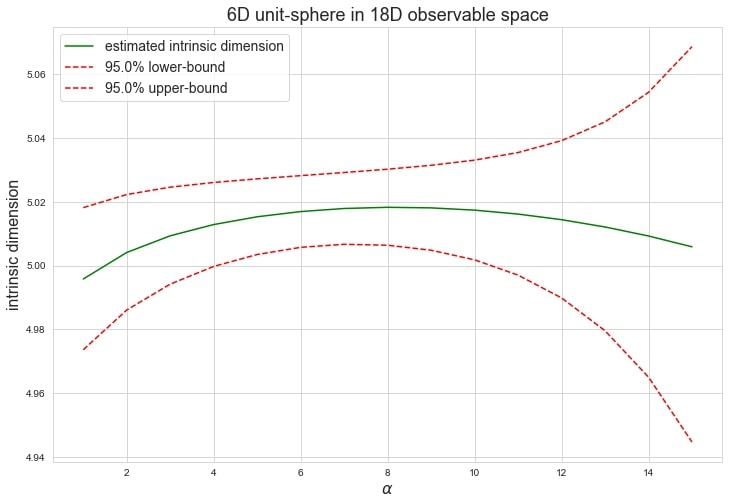 6D unit-sphere in 18D observable space
estimated intrinsic dimension
95.0% lower-bound
95.0% upper-bound
intrinsic dimension
5.06
5.04
5.02
5.00
4.98
4.96
4.94
2 4 6 8 10 12 14
α